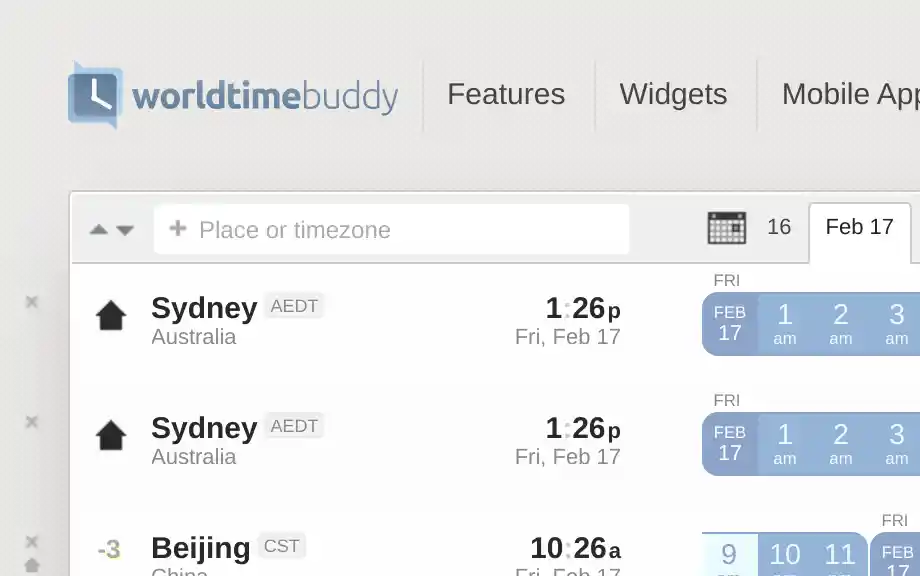 worldtimebuddy Features Widgets Mobile App
+ Place or timezone 16 Feb 17
FRI
Sydney AEDT 1:26p FEB 1 2 3
Australia Fri, Feb 17 17 am am am
FRI
Sydney AEDT 1:26p FEB 1 2 3
Australia Fri, Feb 17 17 am am am
FRI
-3 Beijing CST 10:26a 9 10 11 FEB
China Fri, Feb 17 17